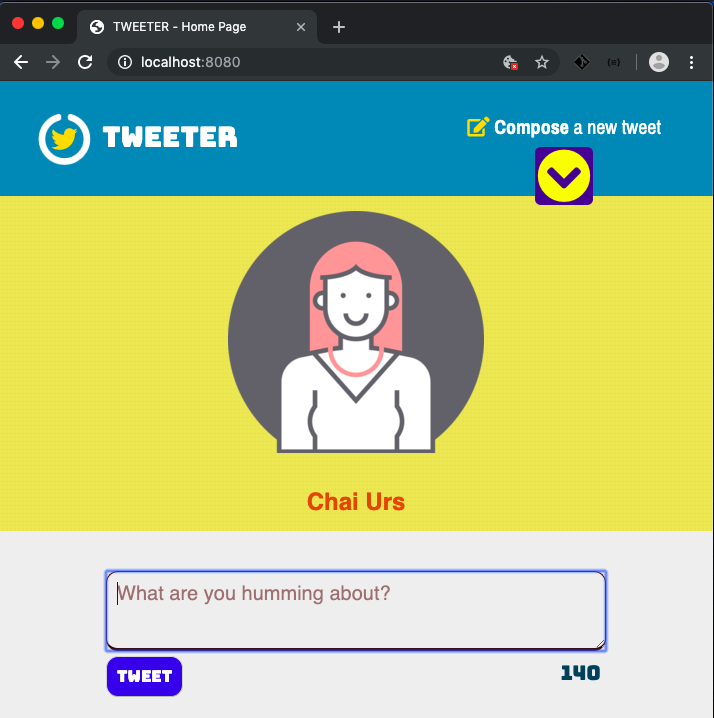 TWEETER - Home Page
localhost:8080
TWEETER
Compose a new tweet
Chai Urs
What are you humming about?
TWEET
140